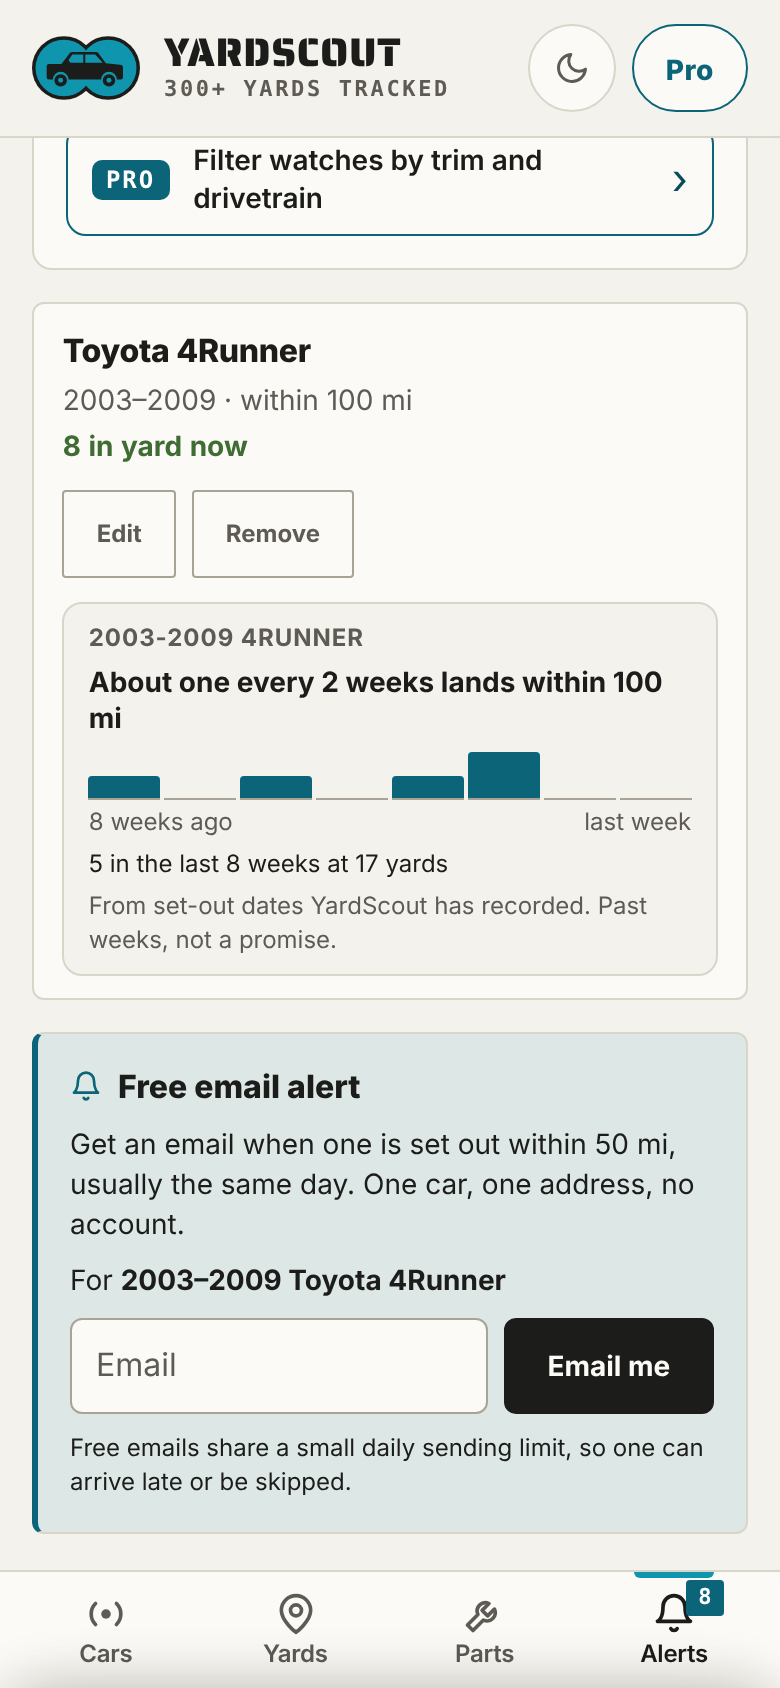 YARDSCOUT
300+ YARDS TRACKED
Pro
PRO
Filter watches by trim and
drivetrain
Toyota 4Runner
2003–2009 · within 100 mi
8 in yard now
Edit
Remove
2003-2009 4RUNNER
About one every 2 weeks lands within 100
mi
8 weeks ago
last week
5 in the last 8 weeks at 17 yards
From set-out dates YardScout has recorded. Past
weeks, not a promise.
Free email alert
Get an email when one is set out within 50 mi,
usually the same day. One car, one address, no
account.
For 2003–2009 Toyota 4Runner
Email
Email me
Free emails share a small daily sending limit, so one can
arrive late or be skipped.
8
Cars
Yards
Parts
Alerts